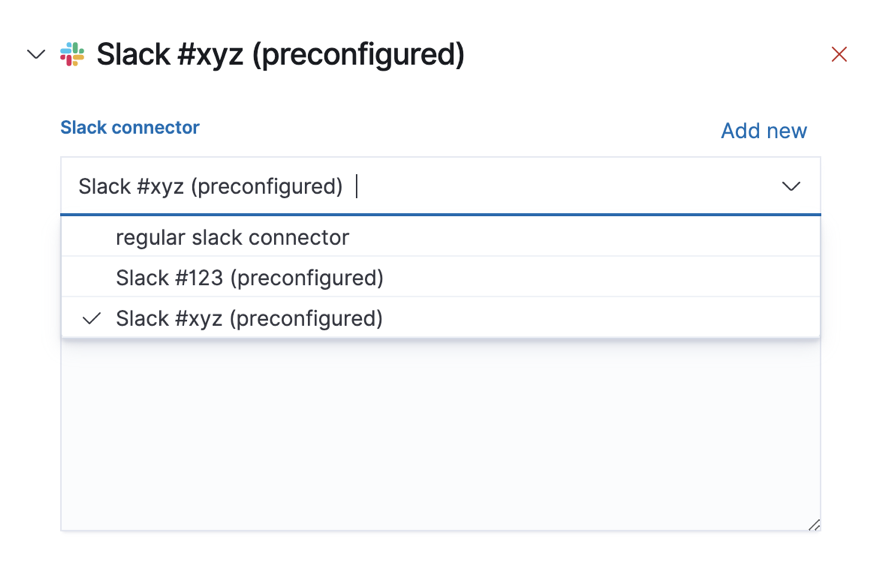 Slack #xyz (preconfigured)
Slack connector
Add new
Slack #xyz (preconfigured)
regular slack connector
Slack #123 (preconfigured)
Slack #xyz (preconfigured)